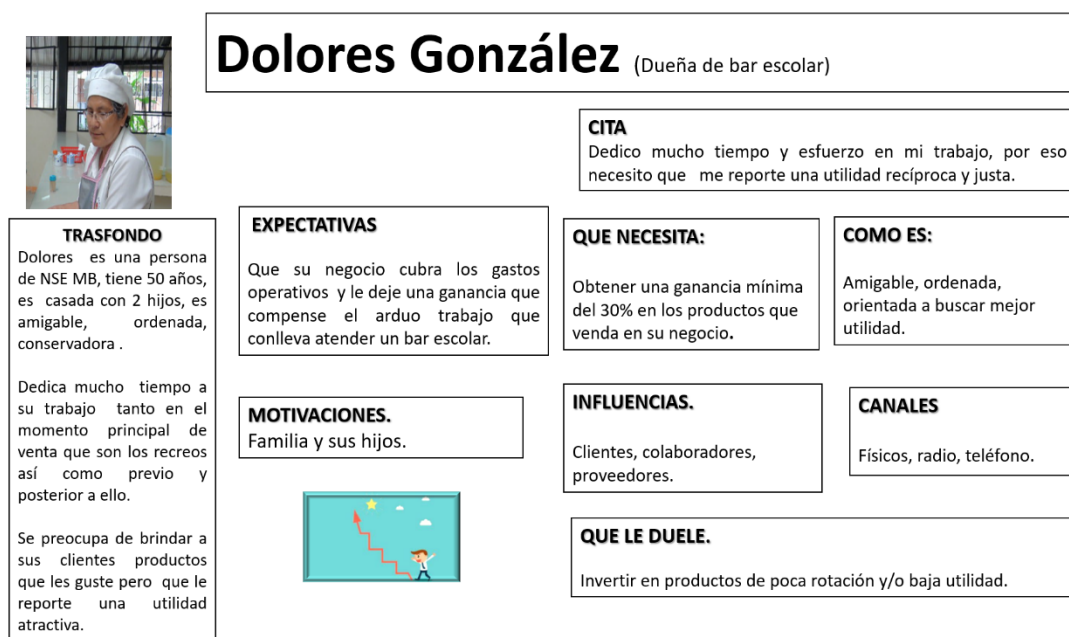 Dolores González (Dueña de bar escolar)
CITA
Dedico mucho tiempo y esfuerzo en mi trabajo, por eso
necesito que me reporte una utilidad recíproca y justa.
TRASFONDO
Dolores es una persona
de NSE MB, tiene 50 años,
es casada con 2 hijos, es
amigable, ordenada,
conservadora .
Dedica mucho tiempo a
su trabajo tanto en el
momento principal de
venta que son los recreos
así como previo y
posterior a ello.
Se preocupa de brindar a
sus clientes productos
que les guste pero que le
reporte una utilidad
atractiva.
EXPECTATIVAS
Que su negocio cubra los gastos
operativos y le deje una ganancia que
compense el arduo trabajo que
conlleva atender un bar escolar.
QUE NECESITA:
Obtener una ganancia mínima
del 30% en los productos que
venda en su negocio.
COMO ES:
Amigable, ordenada,
orientada a buscar mejor
utilidad.
MOTIVACIONES.
Familia y sus hijos.
INFLUENCIAS.
Clientes, colaboradores,
proveedores.
CANALES
Físicos, radio, teléfono.
QUE LE DUELE.
Invertir en productos de poca rotación y/o baja utilidad.